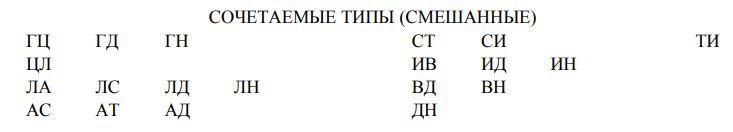 СОЧЕТАЕМЫЕ ТИПЫ (СМЕШАННЫЕ)
ГЦ ГД ГН СТ СИ ТИ
ЦЛ ИВ ИД ИН
ЛА ЛС ЛД ЛН ВД ВН
АС АТ АД ДН